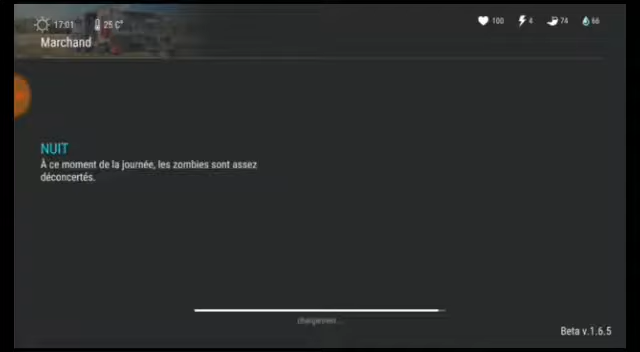 17:01 25 C°
100 4 74 66
Marchand
NUIT
À ce moment de la journée, les zombies sont assez
déconcertés.
chargement...
Beta v.1.6.5